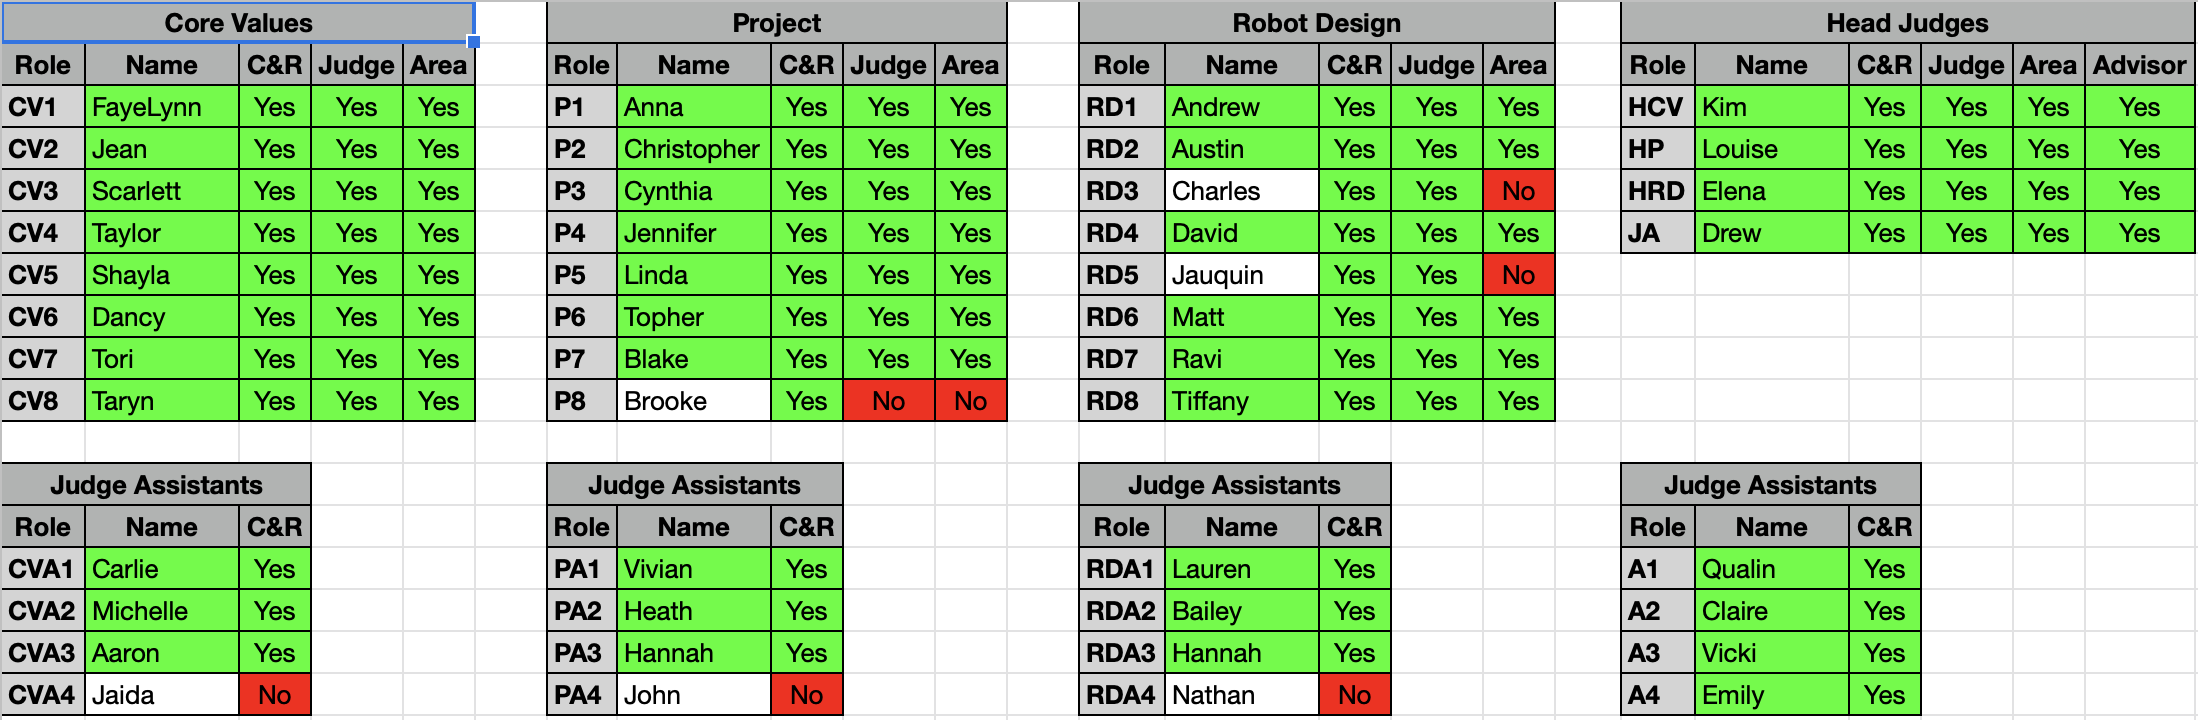 Core Values Project Robot Design Head Judges
Role Name C&R Judge Area Role Name C&R Judge Area Role Name C&R Judge Area Role Name C&R Judge Area Advisor
CV1 FayeLynn Yes Yes Yes P1 Anna Yes Yes Yes RD1 Andrew Yes Yes Yes HCV Kim Yes Yes Yes Yes
CV2 Jean Yes Yes Yes P2 Christopher Yes Yes Yes RD2 Austin Yes Yes Yes HP Louise Yes Yes Yes Yes
CV3 Scarlett Yes Yes Yes P3 Cynthia Yes Yes Yes RD3 Charles Yes Yes No HRD Elena Yes Yes Yes Yes
CV4 Taylor Yes Yes Yes P4 Jennifer Yes Yes Yes RD4 David Yes Yes Yes JA Drew Yes Yes Yes Yes
CV5 Shayla Yes Yes Yes P5 Linda Yes Yes Yes RD5 Jauquin Yes Yes No
CV6 Dancy Yes Yes Yes P6 Topher Yes Yes Yes RD6 Matt Yes Yes Yes
CV7 Tori Yes Yes Yes P7 Blake Yes Yes Yes RD7 Ravi Yes Yes Yes
CV8 Taryn Yes Yes Yes P8 Brooke Yes No No RD8 Tiffany Yes Yes Yes
Judge Assistants Judge Assistants Judge Assistants Judge Assistants
Role Name C&R Role Name C&R Role Name C&R Role Name C&R
CVA1 Carlie Yes PA1 Vivian Yes RDA1 Lauren Yes A1 Qualin Yes
CVA2 Michelle Yes PA2 Heath Yes RDA2 Bailey Yes A2 Claire Yes
CVA3 Aaron Yes PA3 Hannah Yes RDA3 Hannah Yes A3 Vicki Yes
CVA4 Jaida No PA4 John No RDA4 Nathan No A4 Emily Yes